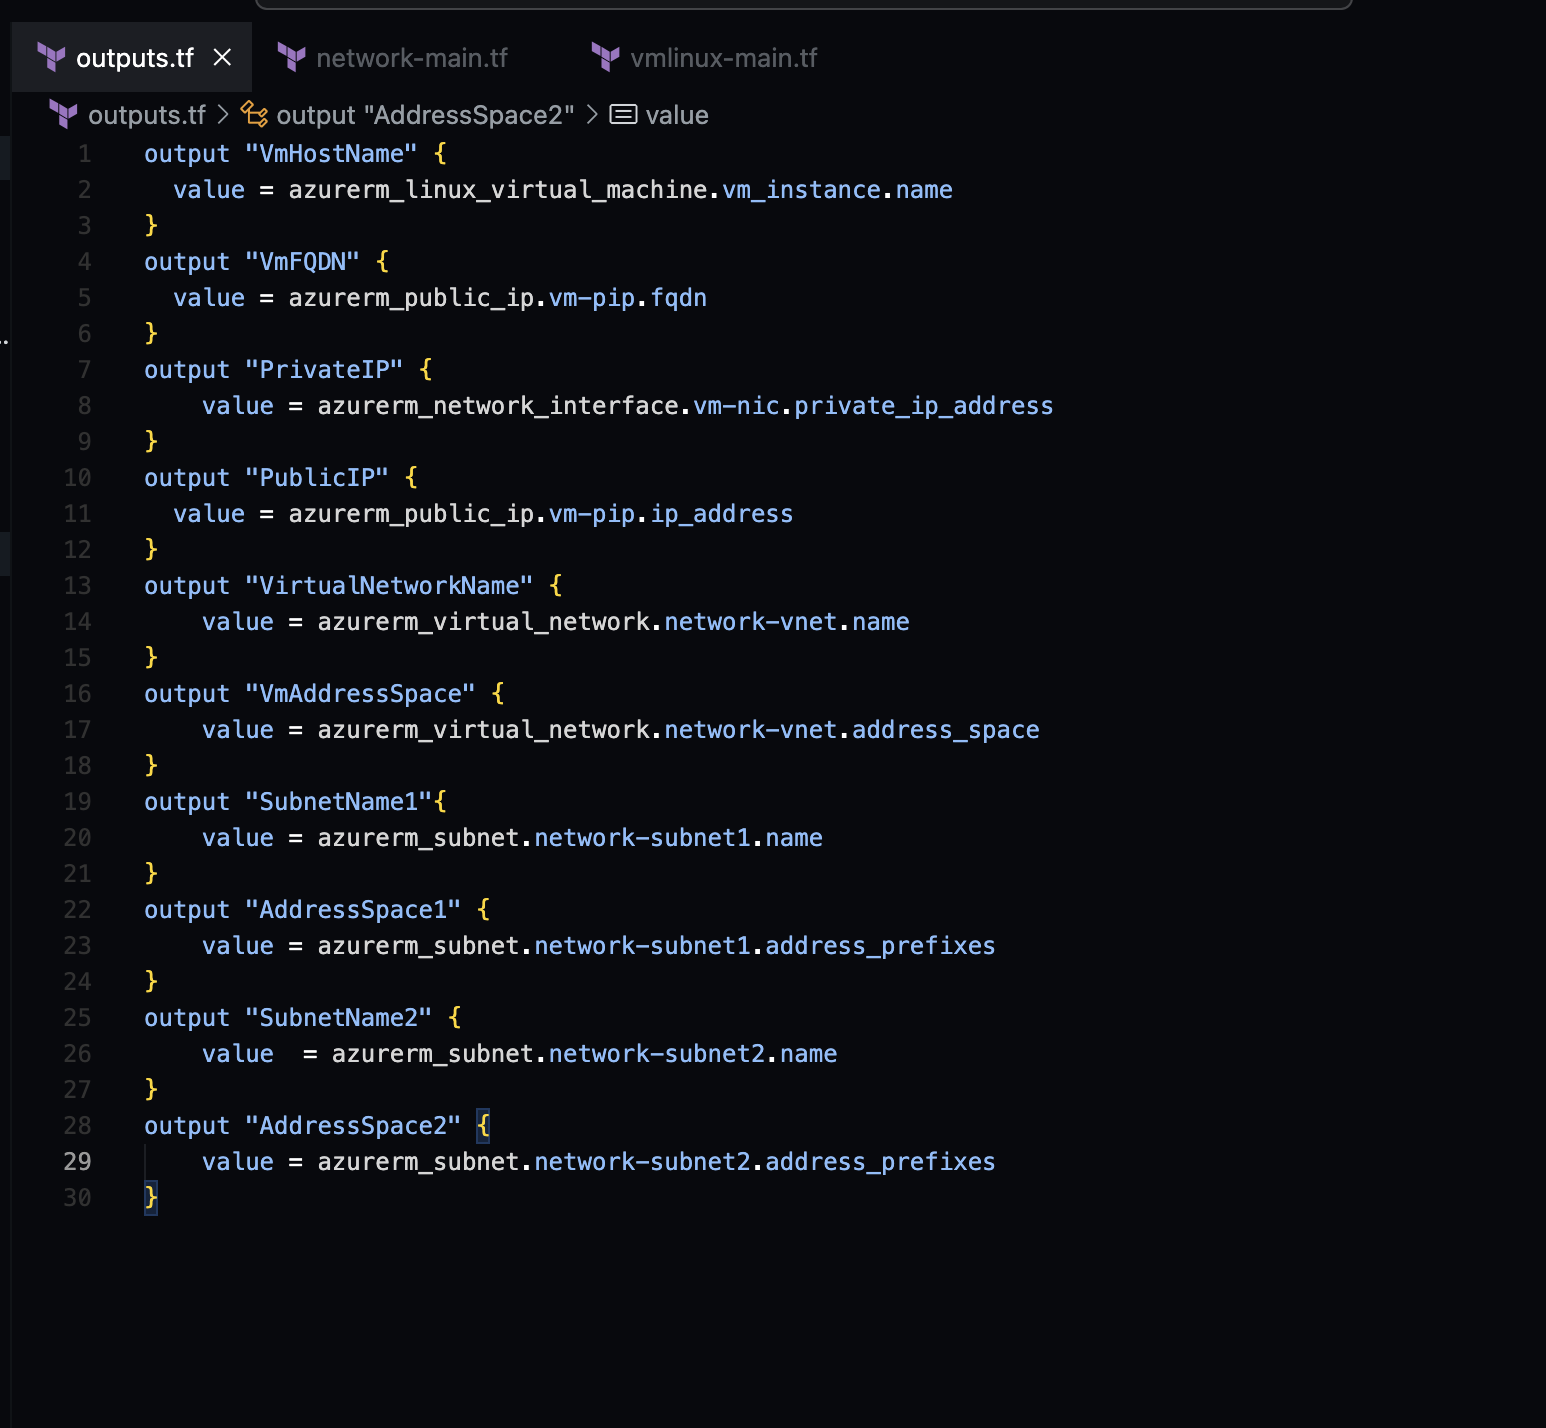 outputs.tf
network-main.tf
vmlinux-main.tf
outputs.tf > output "AddressSpace2" > value
1 output "VmHostName" {
2   value = azurerm_linux_virtual_machine.vm_instance.name
3 }
4 output "VmFQDN" {
5   value = azurerm_public_ip.vm-pip.fqdn
6 }
7 output "PrivateIP" {
8     value = azurerm_network_interface.vm-nic.private_ip_address
9 }
10 output "PublicIP" {
11   value = azurerm_public_ip.vm-pip.ip_address
12 }
13 output "VirtualNetworkName" {
14     value = azurerm_virtual_network.network-vnet.name
15 }
16 output "VmAddressSpace" {
17     value = azurerm_virtual_network.network-vnet.address_space
18 }
19 output "SubnetName1"{
20     value = azurerm_subnet.network-subnet1.name
21 }
22 output "AddressSpace1" {
23     value = azurerm_subnet.network-subnet1.address_prefixes
24 }
25 output "SubnetName2" {
26     value  = azurerm_subnet.network-subnet2.name
27 }
28 output "AddressSpace2" {
29     value = azurerm_subnet.network-subnet2.address_prefixes
30 }